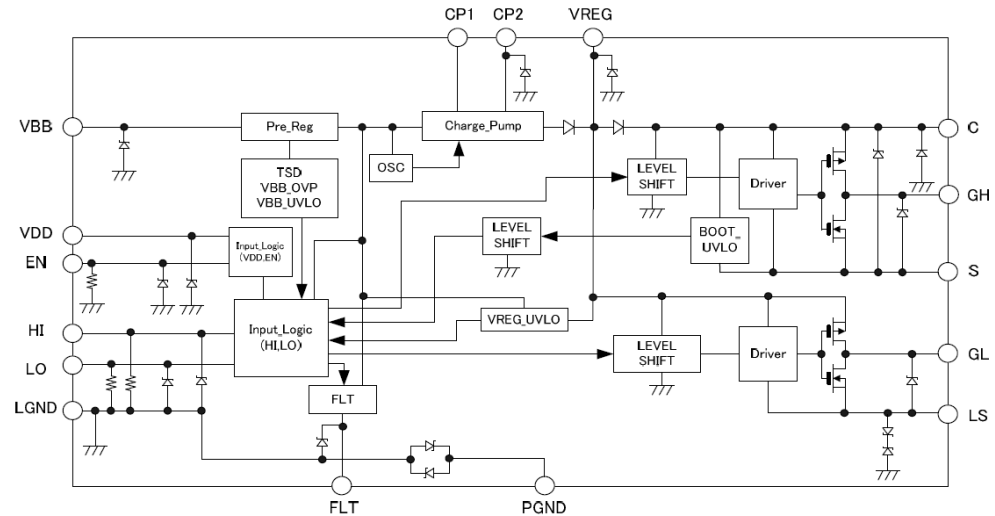 CP1
CP2
VREG
VBB
Pre_Reg
Charge_Pump
C
OSC
TSD
VBB_OVP
VBB_UVLO
LEVEL
SHIFT
Driver
GH
VDD
Input_Logic
(VDD,EN)
LEVEL
SHIFT
BOOT_
UVLO
EN
S
HI
Input_Logic
(HI,LO)
VREG_UVLO
LEVEL
SHIFT
Driver
GL
LO
FLT
LGND
LS
FLT
PGND